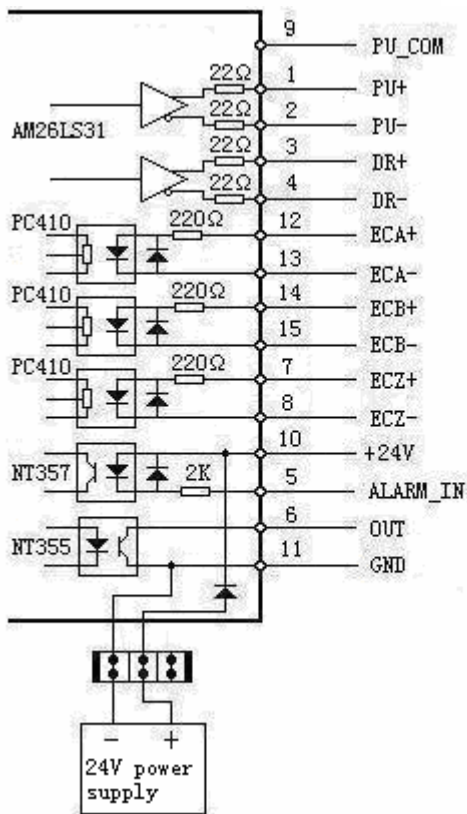 9 PU_COM
22Ω 1 PU+
AM26LS31 22Ω 2 PU-
22Ω 3 DR+
22Ω 4 DR-
PC410 220Ω 12 ECA+
13 ECA-
PC410 220Ω 14 ECB+
15 ECB-
PC410 220Ω 7 ECZ+
8 ECZ-
10 +24V
NT357 2K 5 ALARM_IN
6 OUT
NT355 11 GND
- +
24V power
supply